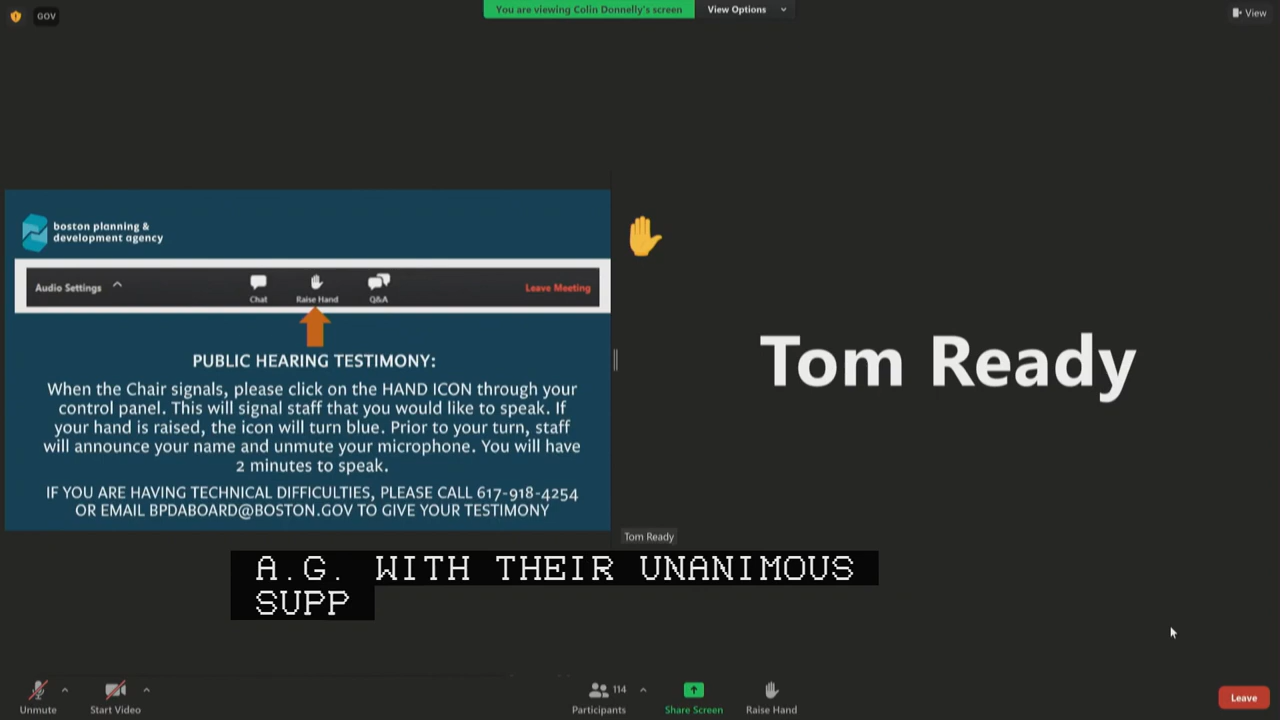 GOV
You are viewing Colin Donnelly's screen
View Options
View
boston planning &
development agency
Audio Settings
Chat
Raise Hand
Q&A
Leave Meeting
PUBLIC HEARING TESTIMONY:
When the Chair signals, please click on the HAND ICON through your
control panel. This will signal staff that you would like to speak. If
your hand is raised, the icon will turn blue. Prior to your turn, staff
will announce your name and unmute your microphone. You will have
2 minutes to speak.
IF YOU ARE HAVING TECHNICAL DIFFICULTIES, PLEASE CALL 617-918-4254
OR EMAIL BPDABOARD@BOSTON.GOV TO GIVE YOUR TESTIMONY
Tom Ready
Tom Ready
A.G. WITH THEIR UNANIMOUS
SUPP
Unmute
Start Video
114
Participants
Share Screen
Raise Hand
Leave